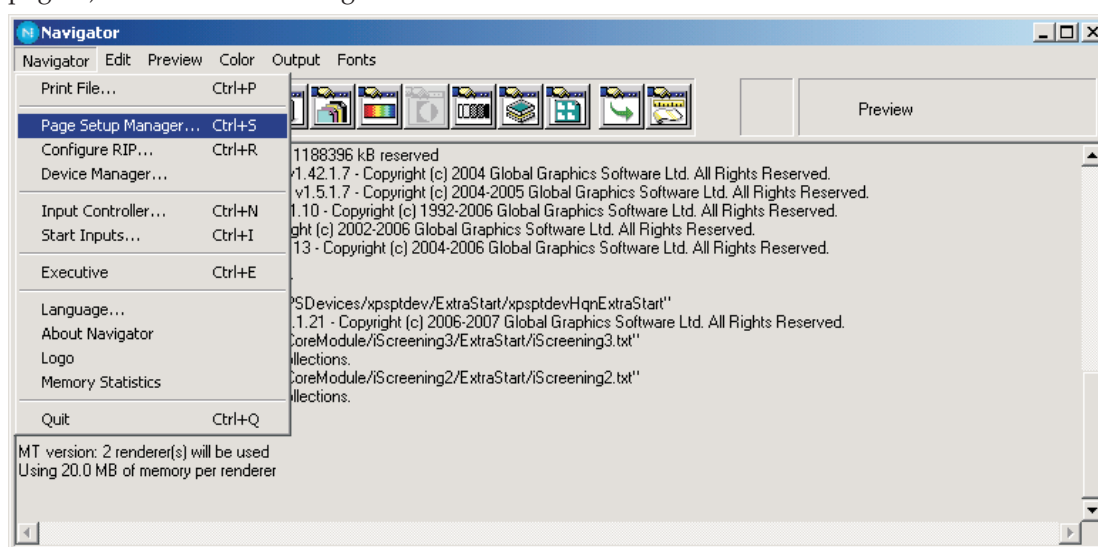 Navigator
Navigator Edit Preview Color Output Fonts
Print File... Ctrl+P
Page Setup Manager... Ctrl+S
Configure RIP... Ctrl+R
Device Manager...
Input Controller... Ctrl+N
Start Inputs... Ctrl+I
Executive Ctrl+E
Language...
About Navigator
Logo
Memory Statistics
Quit Ctrl+Q
Preview
1188396 kB reserved
v1.42.1.7 - Copyright (c) 2004 Global Graphics Software Ltd. All Rights Reserved.
v1.5.1.7 - Copyright (c) 2004-2005 Global Graphics Software Ltd. All Rights Reserved.
1.10 - Copyright (c) 1992-2006 Global Graphics Software Ltd. All Rights Reserved.
ght (c) 2002-2006 Global Graphics Software Ltd. All Rights Reserved.
13 - Copyright (c) 2004-2006 Global Graphics Software Ltd. All Rights Reserved.
PSDevices/xpsptdev/ExtraStart/xpsptdevHqnExtraStart"
.1.21 - Copyright (c) 2006-2007 Global Graphics Software Ltd. All Rights Reserved.
CoreModule/iScreening3/ExtraStart/iScreening3.txt"
llections.
CoreModule/iScreening2/ExtraStart/iScreening2.txt"
llections.
MT version: 2 renderer(s) will be used
Using 20.0 MB of memory per renderer